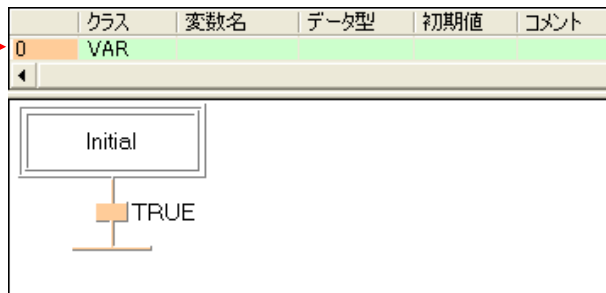 クラス 変数名 データ型 初期値 コメント
0 VAR
Initial
TRUE